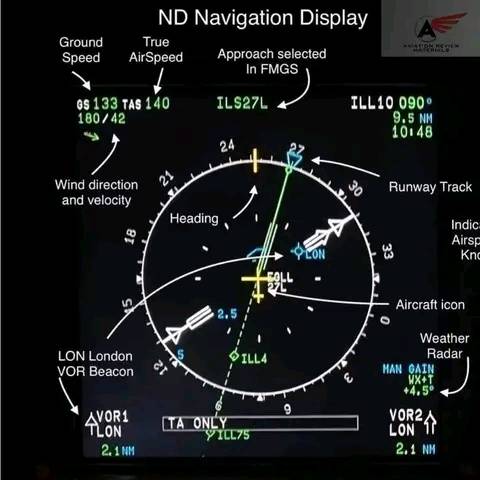 ND Navigation Display
AVIATION REVIEW
MATERIALS
Ground
Speed
True
AirSpeed
Approach selected
In FMGS
GS 133 TAS 140
ILS27L
ILL10 090°
180/42
9.5 NM
10:48
24
27
21
30
Wind direction
and velocity
Runway Track
Heading
18
33
Indic
Airsp
Kno
LON
EGLL
27L
15
0
Aircraft icon
2.5
5
12
3
LON London
VOR Beacon
ILL4
Weather
Radar
MAN GAIN
WX+T
+4.5°
6
9
VOR1
LON
TA ONLY
VOR2
LON
ILL75
2.1 NM
2.1 NM